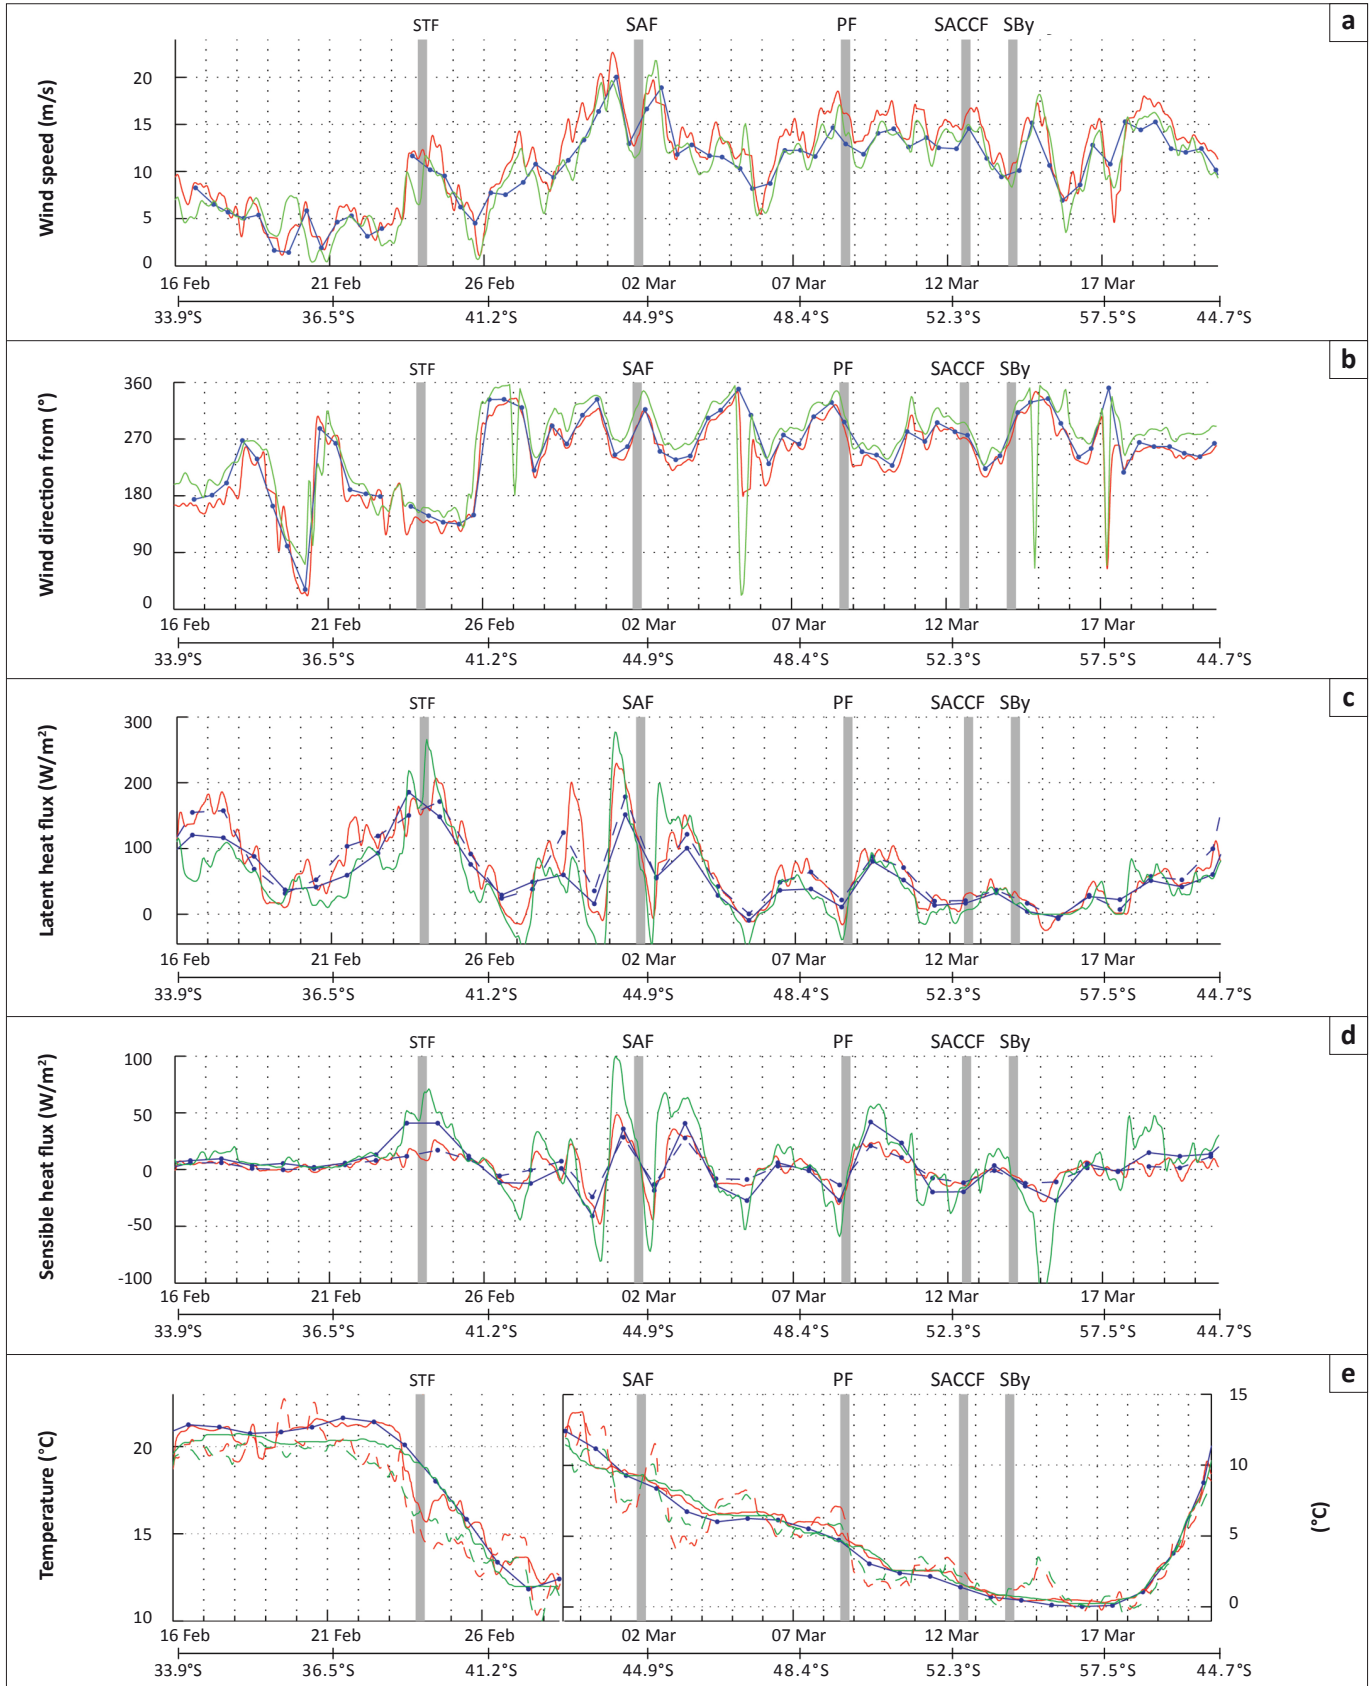 a
STF SAF PF SACCF SBy
Wind speed (m/s)
20
15
10
5
0
16 Feb 21 Feb 26 Feb 02 Mar 07 Mar 12 Mar 17 Mar
33.9°S 36.5°S 41.2°S 44.9°S 48.4°S 52.3°S 57.5°S 44.7°S
b
STF SAF PF SACCF SBy
Wind direction from (°)
360
270
180
90
0
16 Feb 21 Feb 26 Feb 02 Mar 07 Mar 12 Mar 17 Mar
33.9°S 36.5°S 41.2°S 44.9°S 48.4°S 52.3°S 57.5°S 44.7°S
c
STF SAF PF SACCF SBy
Latent heat flux (W/m²)
300
200
100
0
16 Feb 21 Feb 26 Feb 02 Mar 07 Mar 12 Mar 17 Mar
33.9°S 36.5°S 41.2°S 44.9°S 48.4°S 52.3°S 57.5°S 44.7°S
d
STF SAF PF SACCF SBy
Sensible heat flux (W/m²)
100
50
0
-50
-100
16 Feb 21 Feb 26 Feb 02 Mar 07 Mar 12 Mar 17 Mar
33.9°S 36.5°S 41.2°S 44.9°S 48.4°S 52.3°S 57.5°S 44.7°S
e
STF SAF PF SACCF SBy
Temperature (°C)
20
15
10
15
10
5
0
(°C)
16 Feb 21 Feb 26 Feb 02 Mar 07 Mar 12 Mar 17 Mar
33.9°S 36.5°S 41.2°S 44.9°S 48.4°S 52.3°S 57.5°S 44.7°S